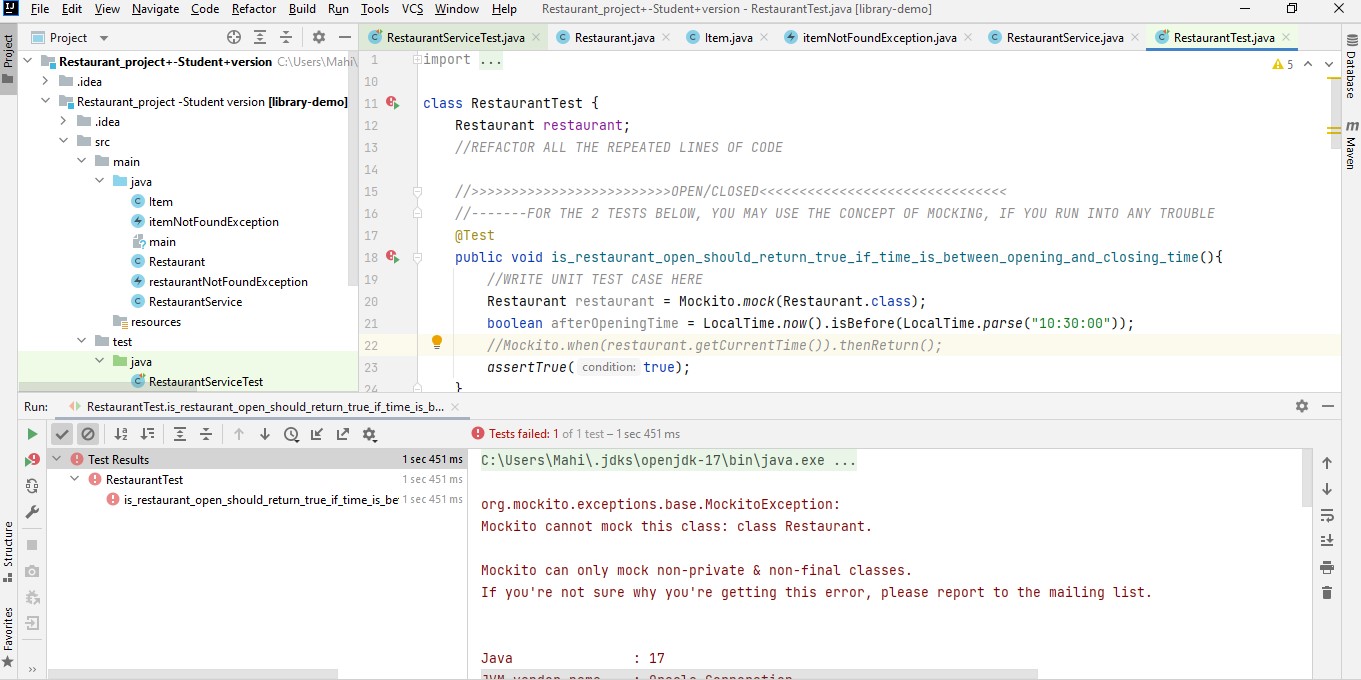 File Edit View Navigate Code Refactor Build Run Tools VCS Window Help Restaurant_project+-Student+version - RestaurantTest.java [library-demo]
Project RestaurantServiceTest.java Restaurant.java Item.java itemNotFoundException.java RestaurantService.java RestaurantTest.java
Project
Restaurant_project+-Student+version C:\Users\Mahi\
.idea
Restaurant_project -Student version [library-demo]
.idea
src
main
java
Item
itemNotFoundException
main
Restaurant
restaurantNotFoundException
RestaurantService
resources
test
java
RestaurantServiceTest
1 import ...
10
11 class RestaurantTest {
12 Restaurant restaurant;
13 //REFACTOR ALL THE REPEATED LINES OF CODE
14
15 //>>>>>>>>>>>>>>>>>>>>>>>>>OPEN/CLOSED<<<<<<<<<<<<<<<<<<<<<<<<<<<<<<<
16 //-------FOR THE 2 TESTS BELOW, YOU MAY USE THE CONCEPT OF MOCKING, IF YOU RUN INTO ANY TROUBLE
17 @Test
18 public void is_restaurant_open_should_return_true_if_time_is_between_opening_and_closing_time(){
19 //WRITE UNIT TEST CASE HERE
20 Restaurant restaurant = Mockito.mock(Restaurant.class);
21 boolean afterOpeningTime = LocalTime.now().isBefore(LocalTime.parse("10:30:00"));
22 //Mockito.when(restaurant.getCurrentTime()).thenReturn();
23 assertTrue( condition: true);
24 }
5
Database
Maven
Run: RestaurantTest.is_restaurant_open_should_return_true_if_time_is_b...
Tests failed: 1 of 1 test – 1 sec 451 ms
Test Results 1 sec 451 ms
RestaurantTest 1 sec 451 ms
is_restaurant_open_should_return_true_if_time_is_be 1 sec 451 ms
C:\Users\Mahi\.jdks\openjdk-17\bin\java.exe ...
org.mockito.exceptions.base.MockitoException:
Mockito cannot mock this class: class Restaurant.
Mockito can only mock non-private & non-final classes.
If you're not sure why you're getting this error, please report to the mailing list.
Java : 17
JVM vendor name : Oracle Corporation
Structure
Favorites